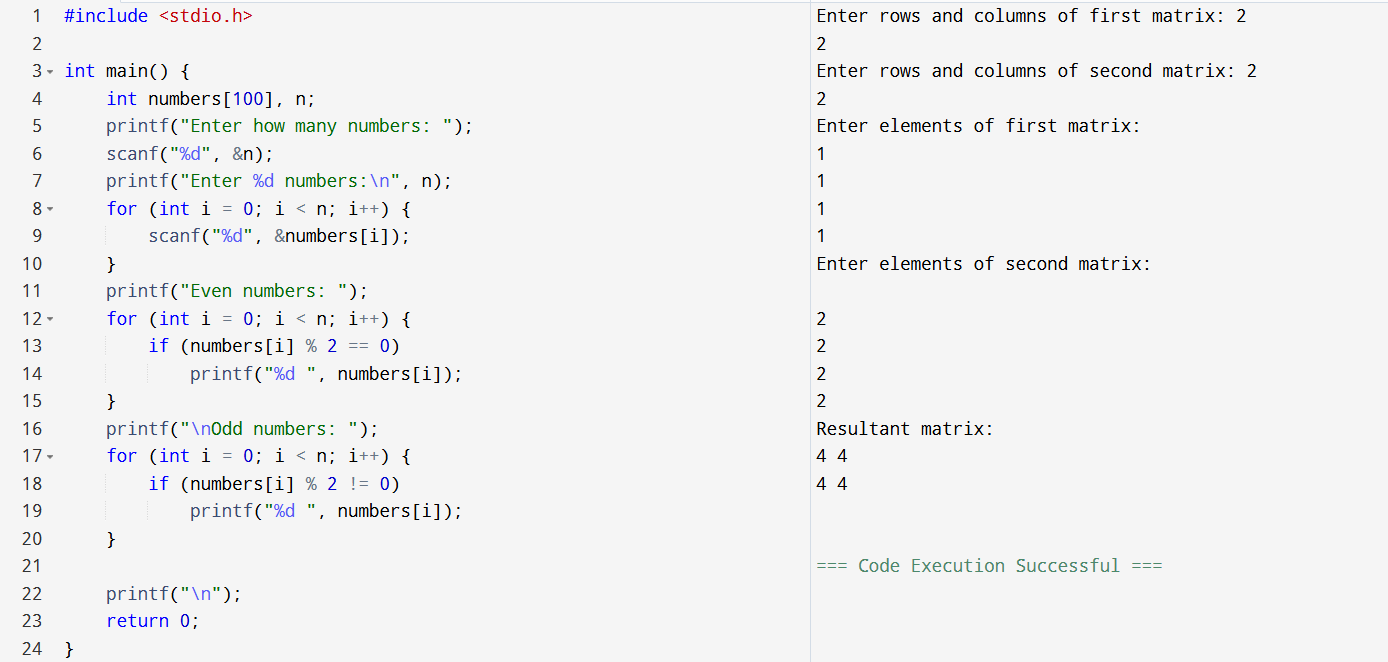 1 #include <stdio.h>
2
3 int main() {
4     int numbers[100], n;
5     printf("Enter how many numbers: ");
6     scanf("%d", &n);
7     printf("Enter %d numbers:\n", n);
8     for (int i = 0; i < n; i++) {
9         scanf("%d", &numbers[i]);
10     }
11     printf("Even numbers: ");
12     for (int i = 0; i < n; i++) {
13         if (numbers[i] % 2 == 0)
14             printf("%d ", numbers[i]);
15     }
16     printf("\nOdd numbers: ");
17     for (int i = 0; i < n; i++) {
18         if (numbers[i] % 2 != 0)
19             printf("%d ", numbers[i]);
20     }
21
22     printf("\n");
23     return 0;
24 }
Enter rows and columns of first matrix: 2
2
Enter rows and columns of second matrix: 2
2
Enter elements of first matrix:
1
1
1
1
Enter elements of second matrix:

2
2
2
2
Resultant matrix:
4 4
4 4


=== Code Execution Successful ===